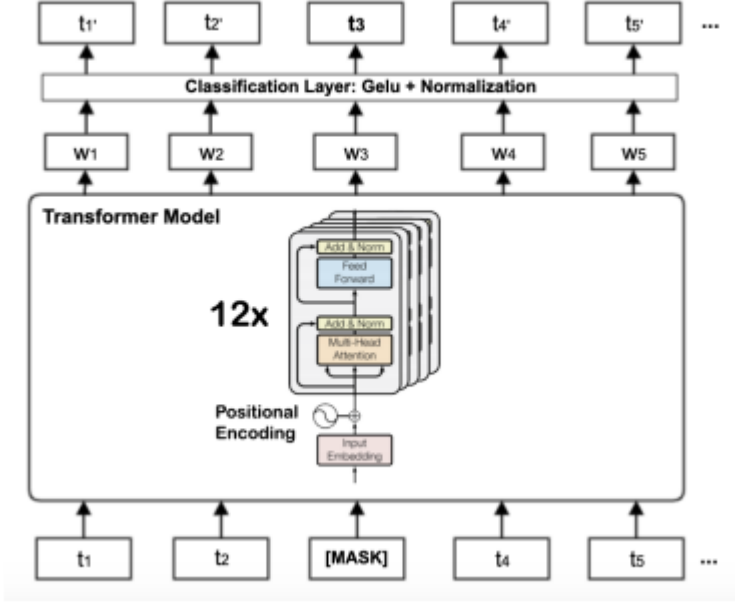 t1' t2' t3 t4' t5' ...
Classification Layer: Gelu + Normalization
w1 w2 w3 w4 w5
Transformer Model
Add & Norm
Feed
Forward
12x
Add & Norm
Multi-Head
Attention
Positional
Encoding
Input
Embedding
t1 t2 [MASK] t4 t5 ...